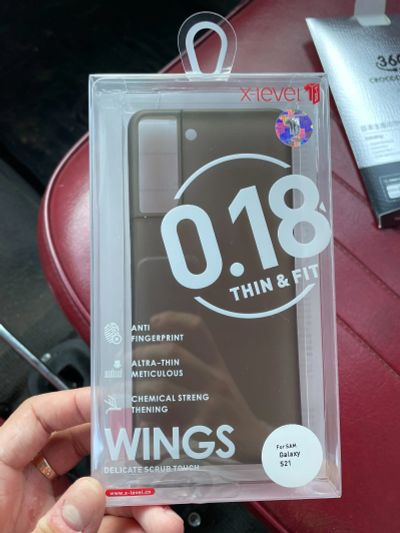 x-level
0.18
THIN & FIT
ANTI
FINGERPRINT
ALTRA-THIN
METICULOUS
CHEMICAL STRENG
THENING
WINGS
DELICATE SCRUB TOUCH
For SAM.
Galaxy
S21
www.x-level.cn
360